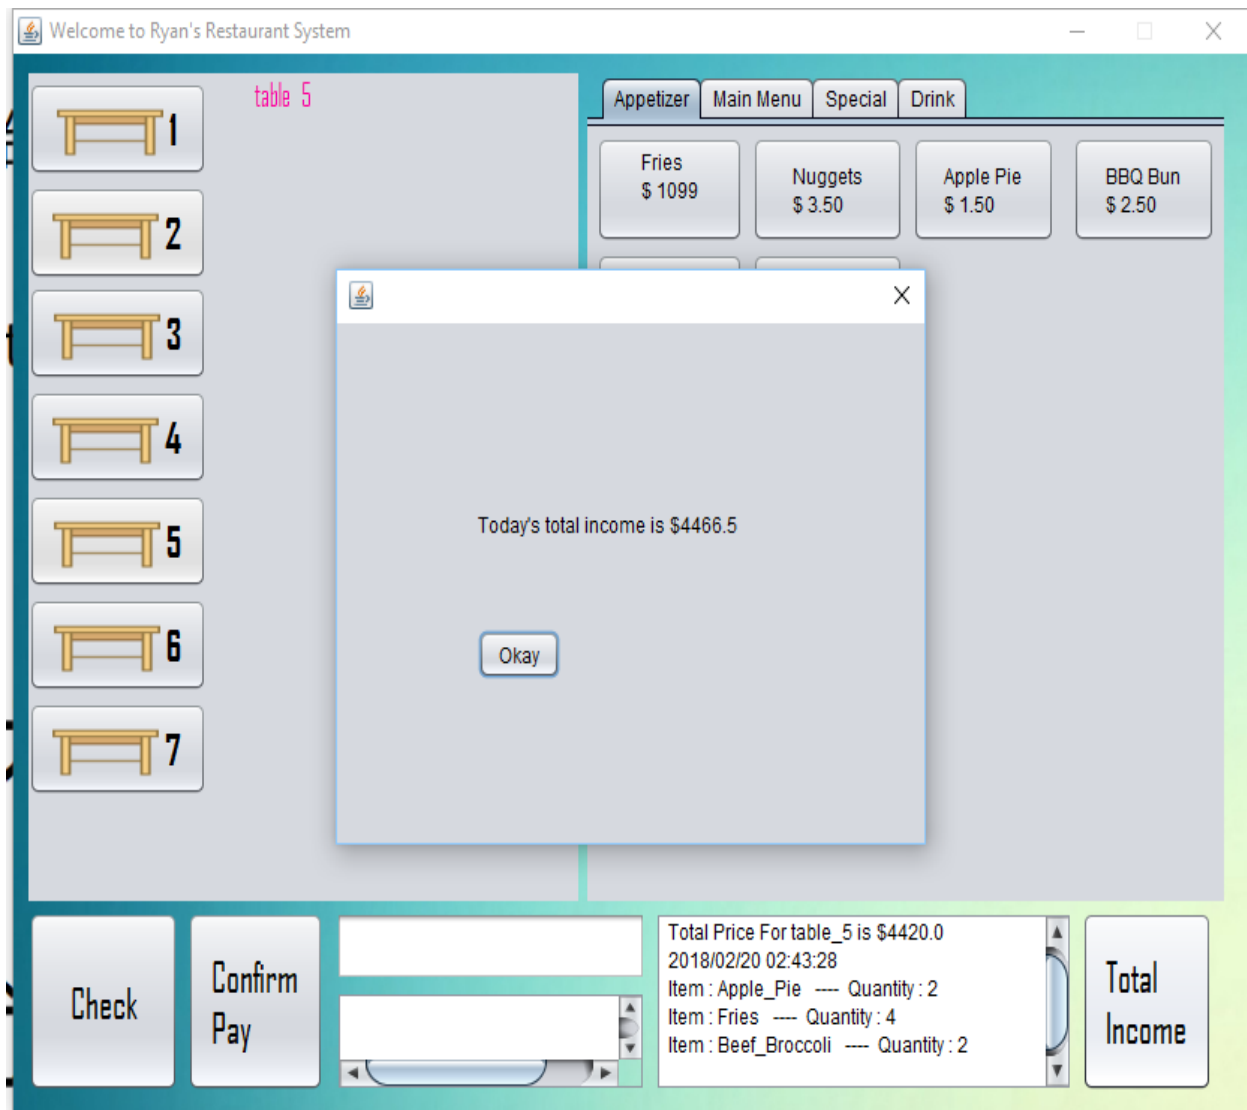 Welcome to Ryan's Restaurant System
table 5
1
2
3
4
5
6
7
Appetizer Main Menu Special Drink
Fries
$ 1099
Nuggets
$ 3.50
Apple Pie
$ 1.50
BBQ Bun
$ 2.50
Today's total income is $4466.5
Okay
Check
Confirm
Pay
Total Price For table_5 is $4420.0
2018/02/20 02:43:28
Item : Apple_Pie ---- Quantity : 2
Item : Fries ---- Quantity : 4
Item : Beef_Broccoli ---- Quantity : 2
Total
Income